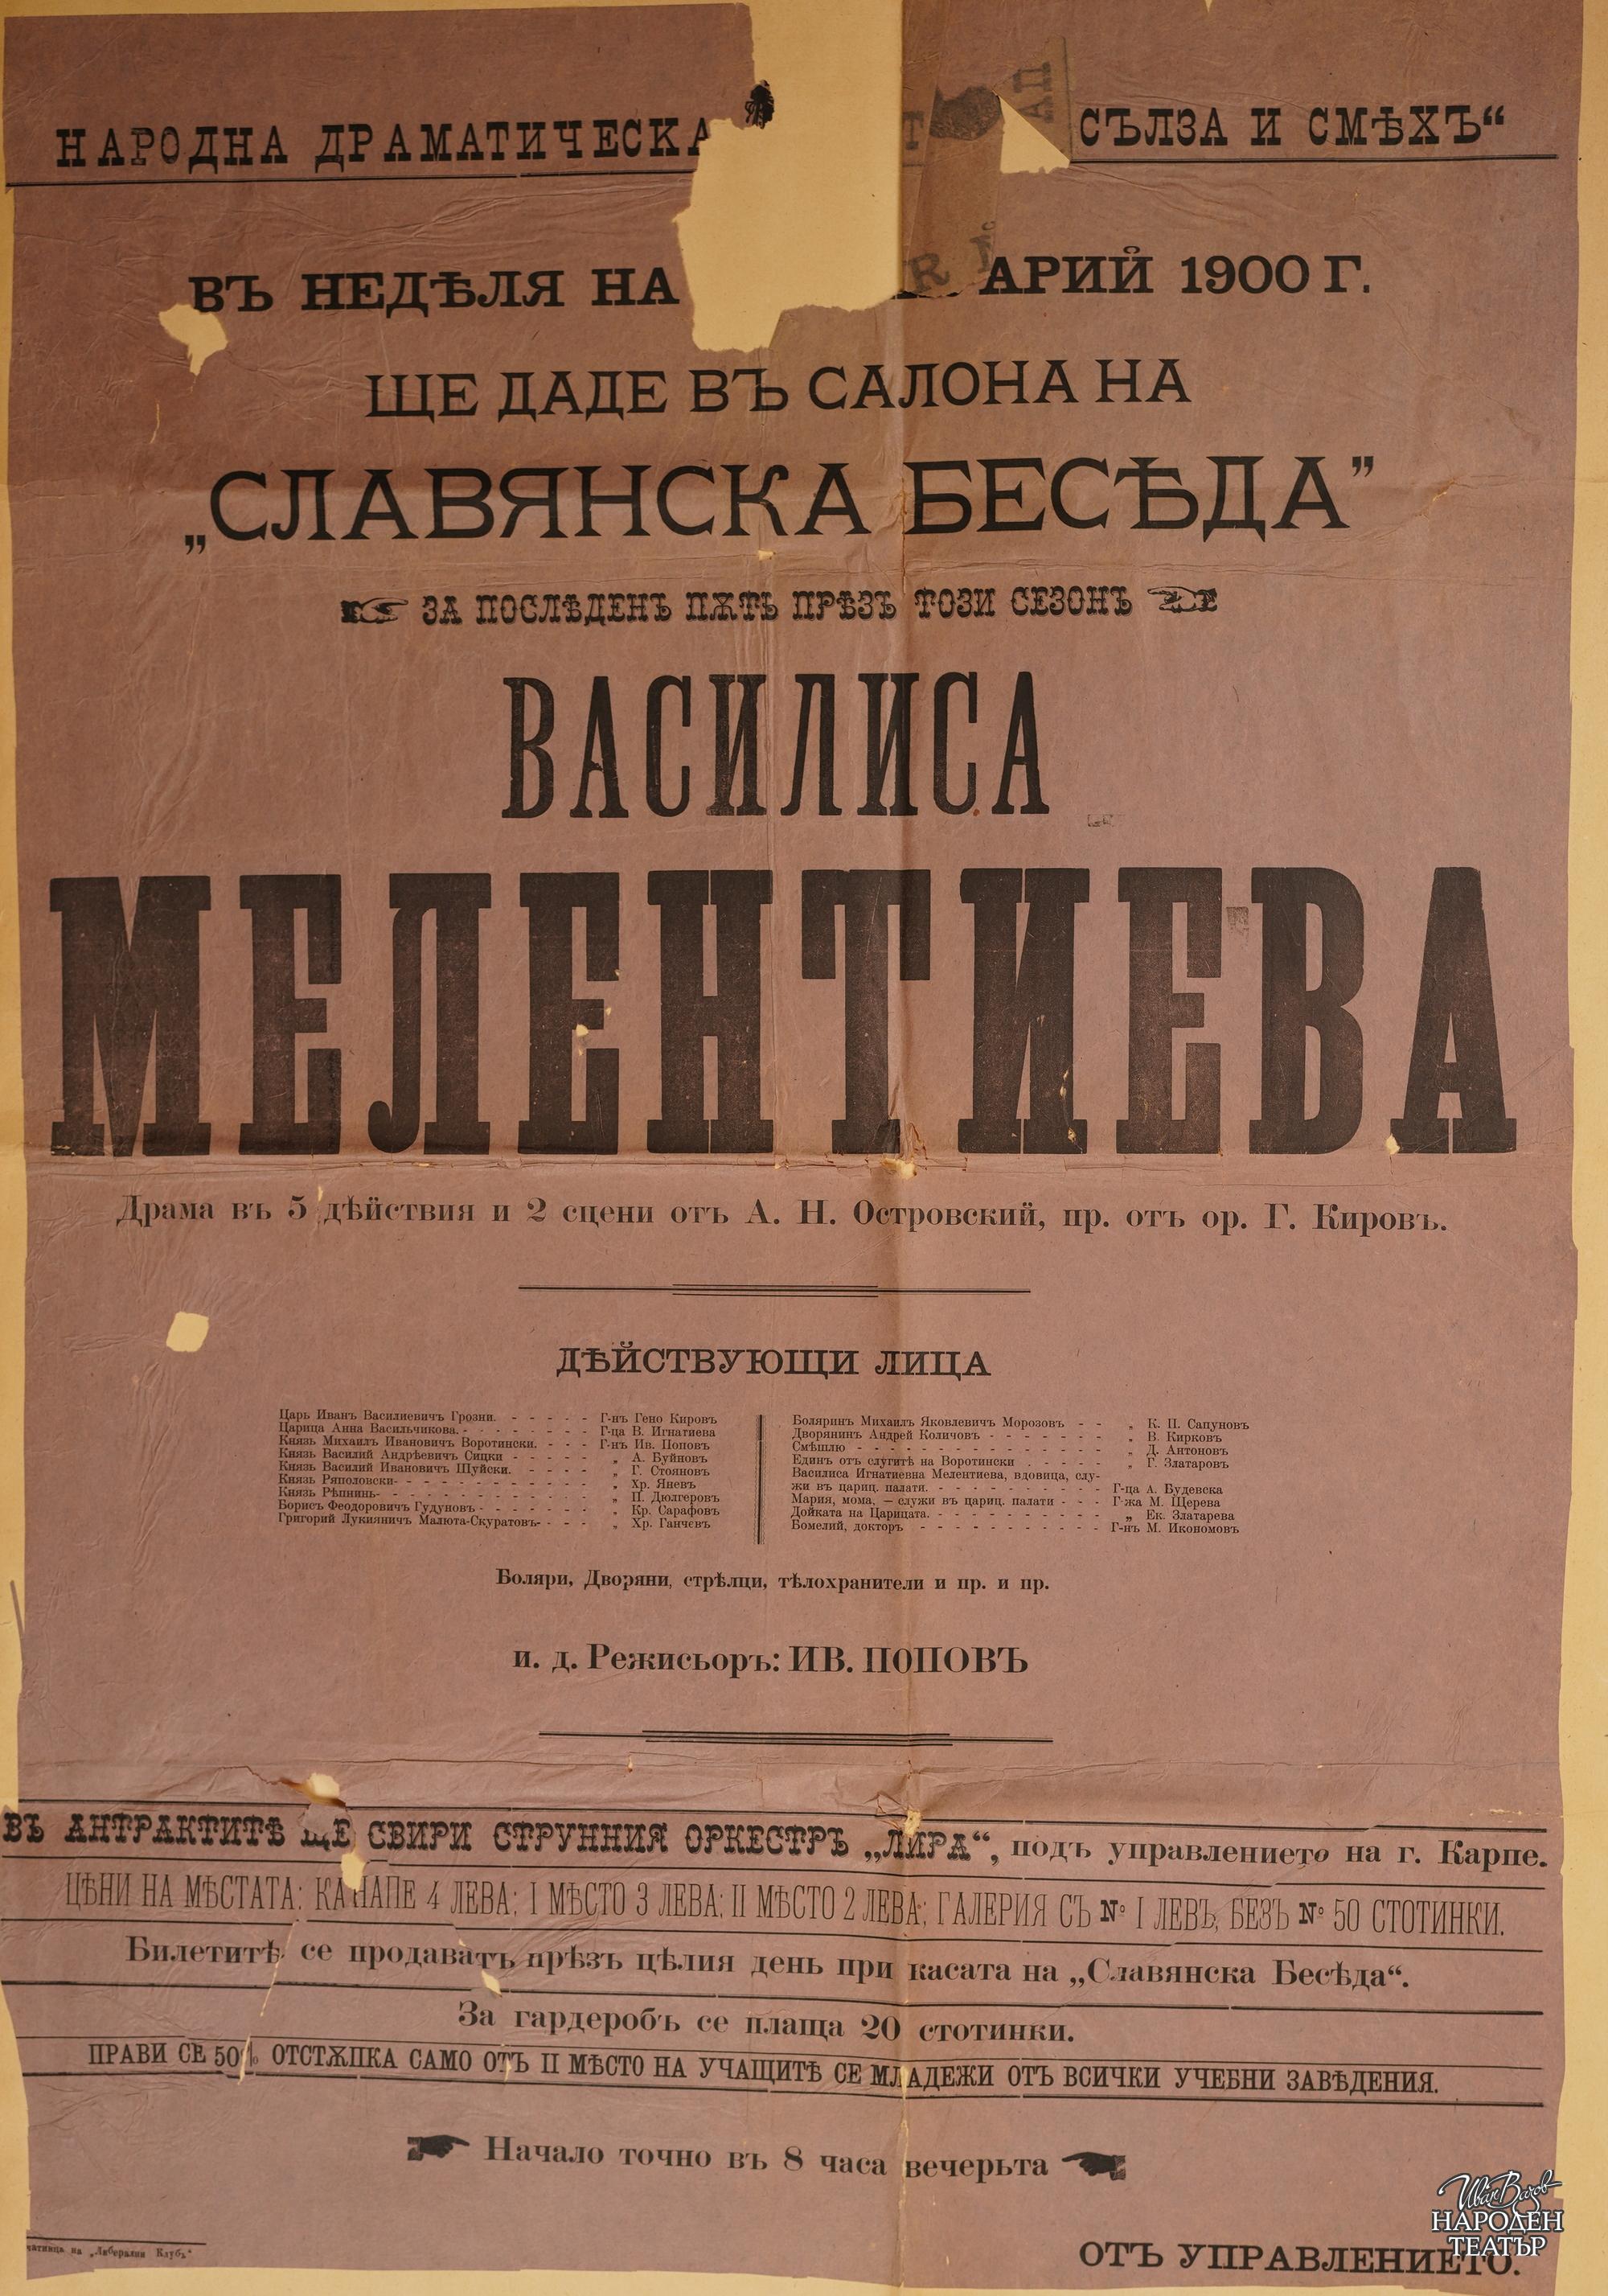 НАРОДНА ДРАМАТИЧЕСКА СЪЛЗА И СМѢХЪ“
ВЪ НЕДѢЛЯ НА АРИЙ 1900 Г.
ЩЕ ДАДЕ ВЪ САЛОНА НА
„СЛАВЯНСКА БЕСѢДА”
ЗА ПОСЛѢДЕНЪ ПѪТЬ ПРѢЗЪ ТОЗИ СЕЗОНЪ
ВАСИЛИСА
МЕЛЕНТИЕВА
Драма въ 5 дѣйствия и 2 сцени отъ А. Н. Островский, пр. отъ ор. Г. Кировъ.
ДѢЙСТВУЮЩИ ЛИЦА
Царь Иванъ Василиевичъ Грозни. - - - - - Г-нъ Гено Кировъ
Царица Анна Васильчикова. - - - - - - - - Г-ца В. Игнатиева
Князь Михаилъ Ивановичъ Воротински. - - - Г-нъ Ив. Поповъ
Князь Василий Андрѣевичъ Сицки - - - - - „ А. Буйновъ
Князь Василий Ивановичъ Шуйски. - - - - „ Г. Стояновъ
Князь Ряполовски - - - - - - - - - - „ Хр. Яневъ
Князь Рѣпнинъ - - - - - - - - - - - „ П. Дюлгеровъ
Борисъ Феодоровичъ Гудуновъ - - - - - - „ Кр. Сарафовъ
Григорий Лукияничъ Малюта-Скуратовъ - - - „ Хр. Ганчевъ
Боляринъ Михаилъ Яковлевичъ Морозовъ - - „ К. П. Сапуновъ
Дворянинъ Андрей Количовъ - - - - - - - „ В. Кирковъ
Смѣшлю - - - - - - - - - - - - - „ Д. Антоновъ
Единъ отъ слугитѣ на Воротински . - - - - „ Г. Златаровъ
Василиса Игнатиевна Мелентиева, вдовица, слу-
жи въ цариц. палати. - - - - - - - - - Г-ца А. Будевска
Мария, мома, — служи въ цариц. палати - - - Г-жа М. Щерева
Дойката на Царицата. - - - - - - - - - „ Ек. Златарева
Бомелий, докторъ - - - - - - - - - - Г-нъ М. Икономовъ
Боляри, Дворяни, стрѣлци, тѣлохранители и пр. и пр.
и. д. Режисьоръ: ИВ. ПОПОВЪ
ВЪ АНТРАКТИТѢ ЩЕ СВИРИ СТРУННИЯ ОРКЕСТРЪ „ЛИРА“, подъ управлението на г. Карпе.
ЦѢНИ НА МѢСТАТА: КАНАПЕ 4 ЛЕВА; I МѢСТО 3 ЛЕВА; II МѢСТО 2 ЛЕВА; ГАЛЕРИЯ СЪ № 1 ЛЕВЪ, БЕЗЪ № 50 СТОТИНКИ.
Билетитѣ се продаватъ прѣзъ цѣлия день при касата на „Славянска Бесѣда“.
За гардеробъ се плаща 20 стотинки.
ПРАВИ СЕ 50% ОТСТѪПКА САМО ОТЪ II МѢСТО НА УЧАЩИТѢ СЕ МЛАДЕЖИ ОТЪ ВСИЧКИ УЧЕБНИ ЗАВѢДЕНИЯ.
Начало точно въ 8 часа вечерьта
на „Либерални Клубъ“
ОТЪ УПРАВЛЕНИЕТО.
Иван Вазов
НАРОДЕН
ТЕАТЪР